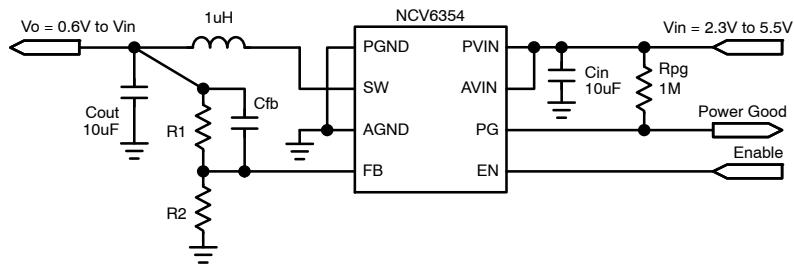 Vo = 0.6V to Vin
1uH
NCV6354
Vin = 2.3V to 5.5V
PGND
PVIN
SW
AVIN
Cin
10uF
Rpg
1M
Cout
10uF
Cfb
R1
AGND
PG
Power Good
Enable
FB
EN
R2